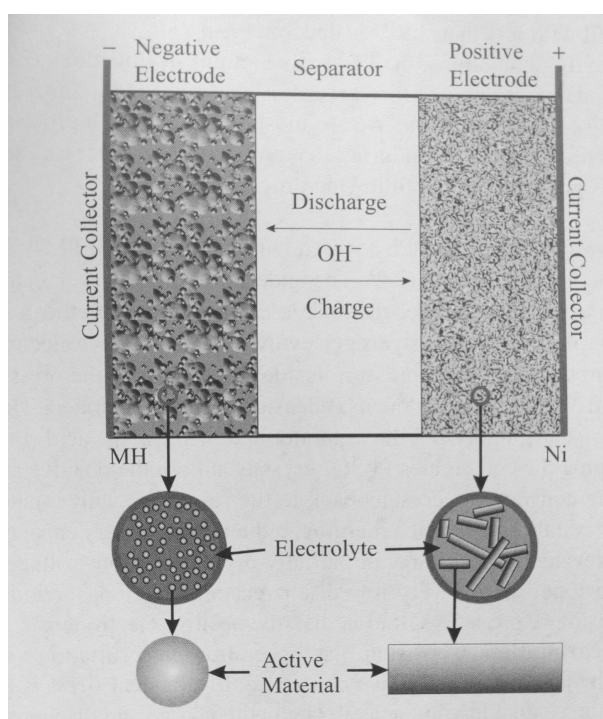 −
Negative
Electrode
Separator
Positive
Electrode
+
Current Collector
Discharge
OH⁻
Charge
Current Collector
MH
Ni
Electrolyte
Active
Material